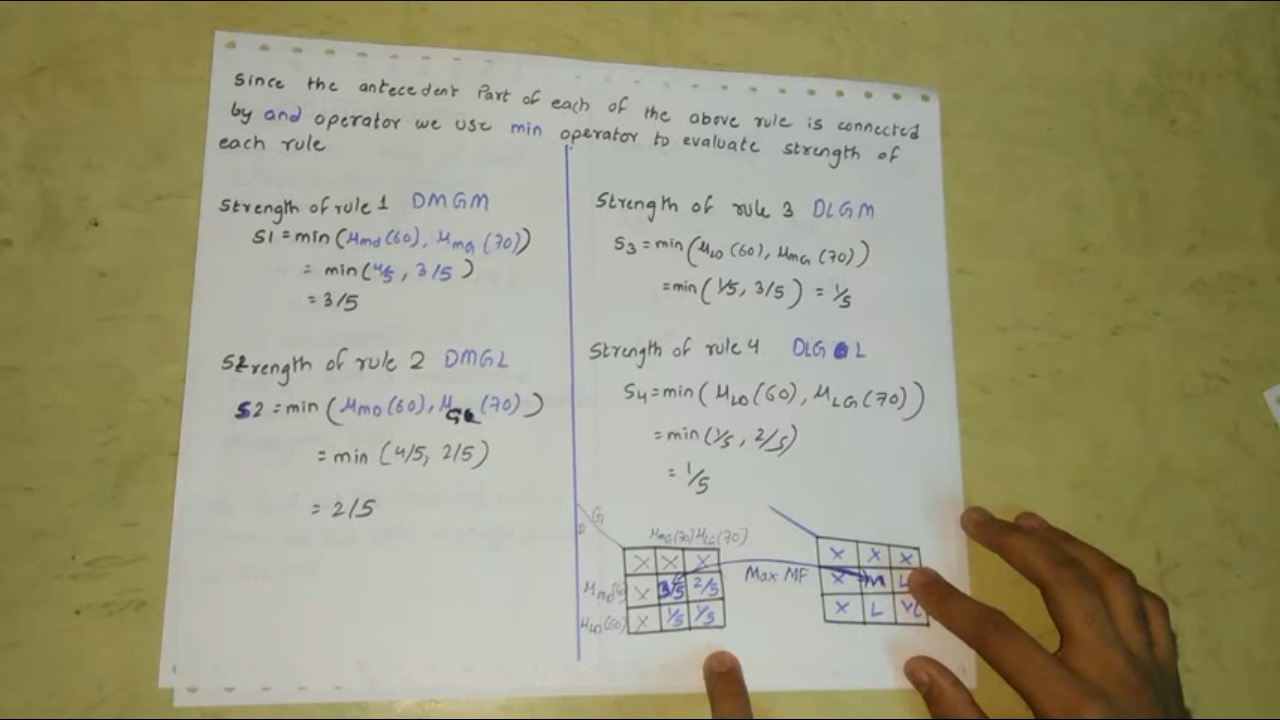 Since the antecedent Part of each of the above rule is connected
by and operator we use min operator to evaluate strength of
each rule
Strength of rule 1 DMGM
S1 = min (μmd(60), μmG(70))
= min(4/5, 3/5)
= 3/5
Strength of rule 2 DMGL
S2 = min (μmD(60), μGL(70))
= min (4/5, 2/5)
= 2/5
Strength of rule 3 DLGM
S3 = min (μLD(60), μmG(70))
= min (1/5, 3/5) = 1/5
Strength of rule 4 DLG L
S4 = min (μLD(60), μLG(70))
= min(1/5, 2/5)
= 1/5
G
D
μmG(70) μLG(70)
X X X
μmD(60) X 3/5 2/5
μLD(60) X 1/5 1/5
Max MF
X X X
X M L
X L VL